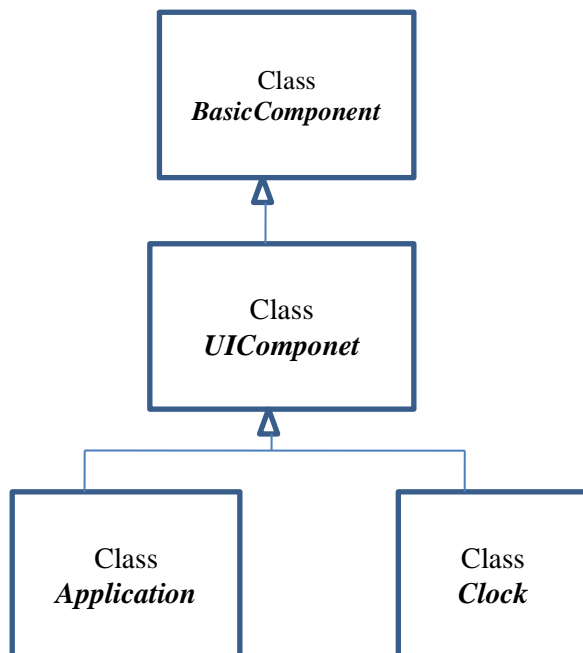 Class
BasicComponent
Class
UIComponet
Class
Application
Class
Clock